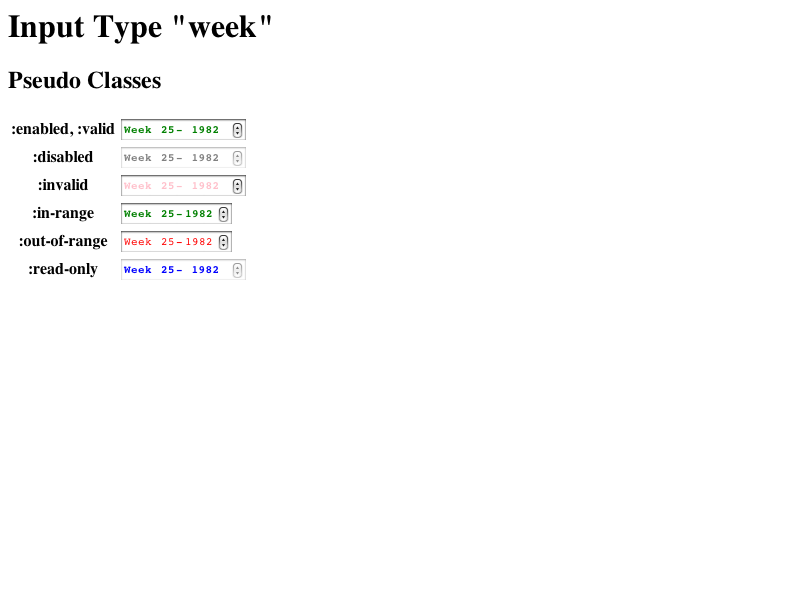 Input Type "week"
Pseudo Classes
:enabled, :valid Week 25- 1982
:disabled Week 25- 1982
:invalid Week 25- 1982
:in-range Week 25-1982
:out-of-range Week 25-1982
:read-only Week 25- 1982